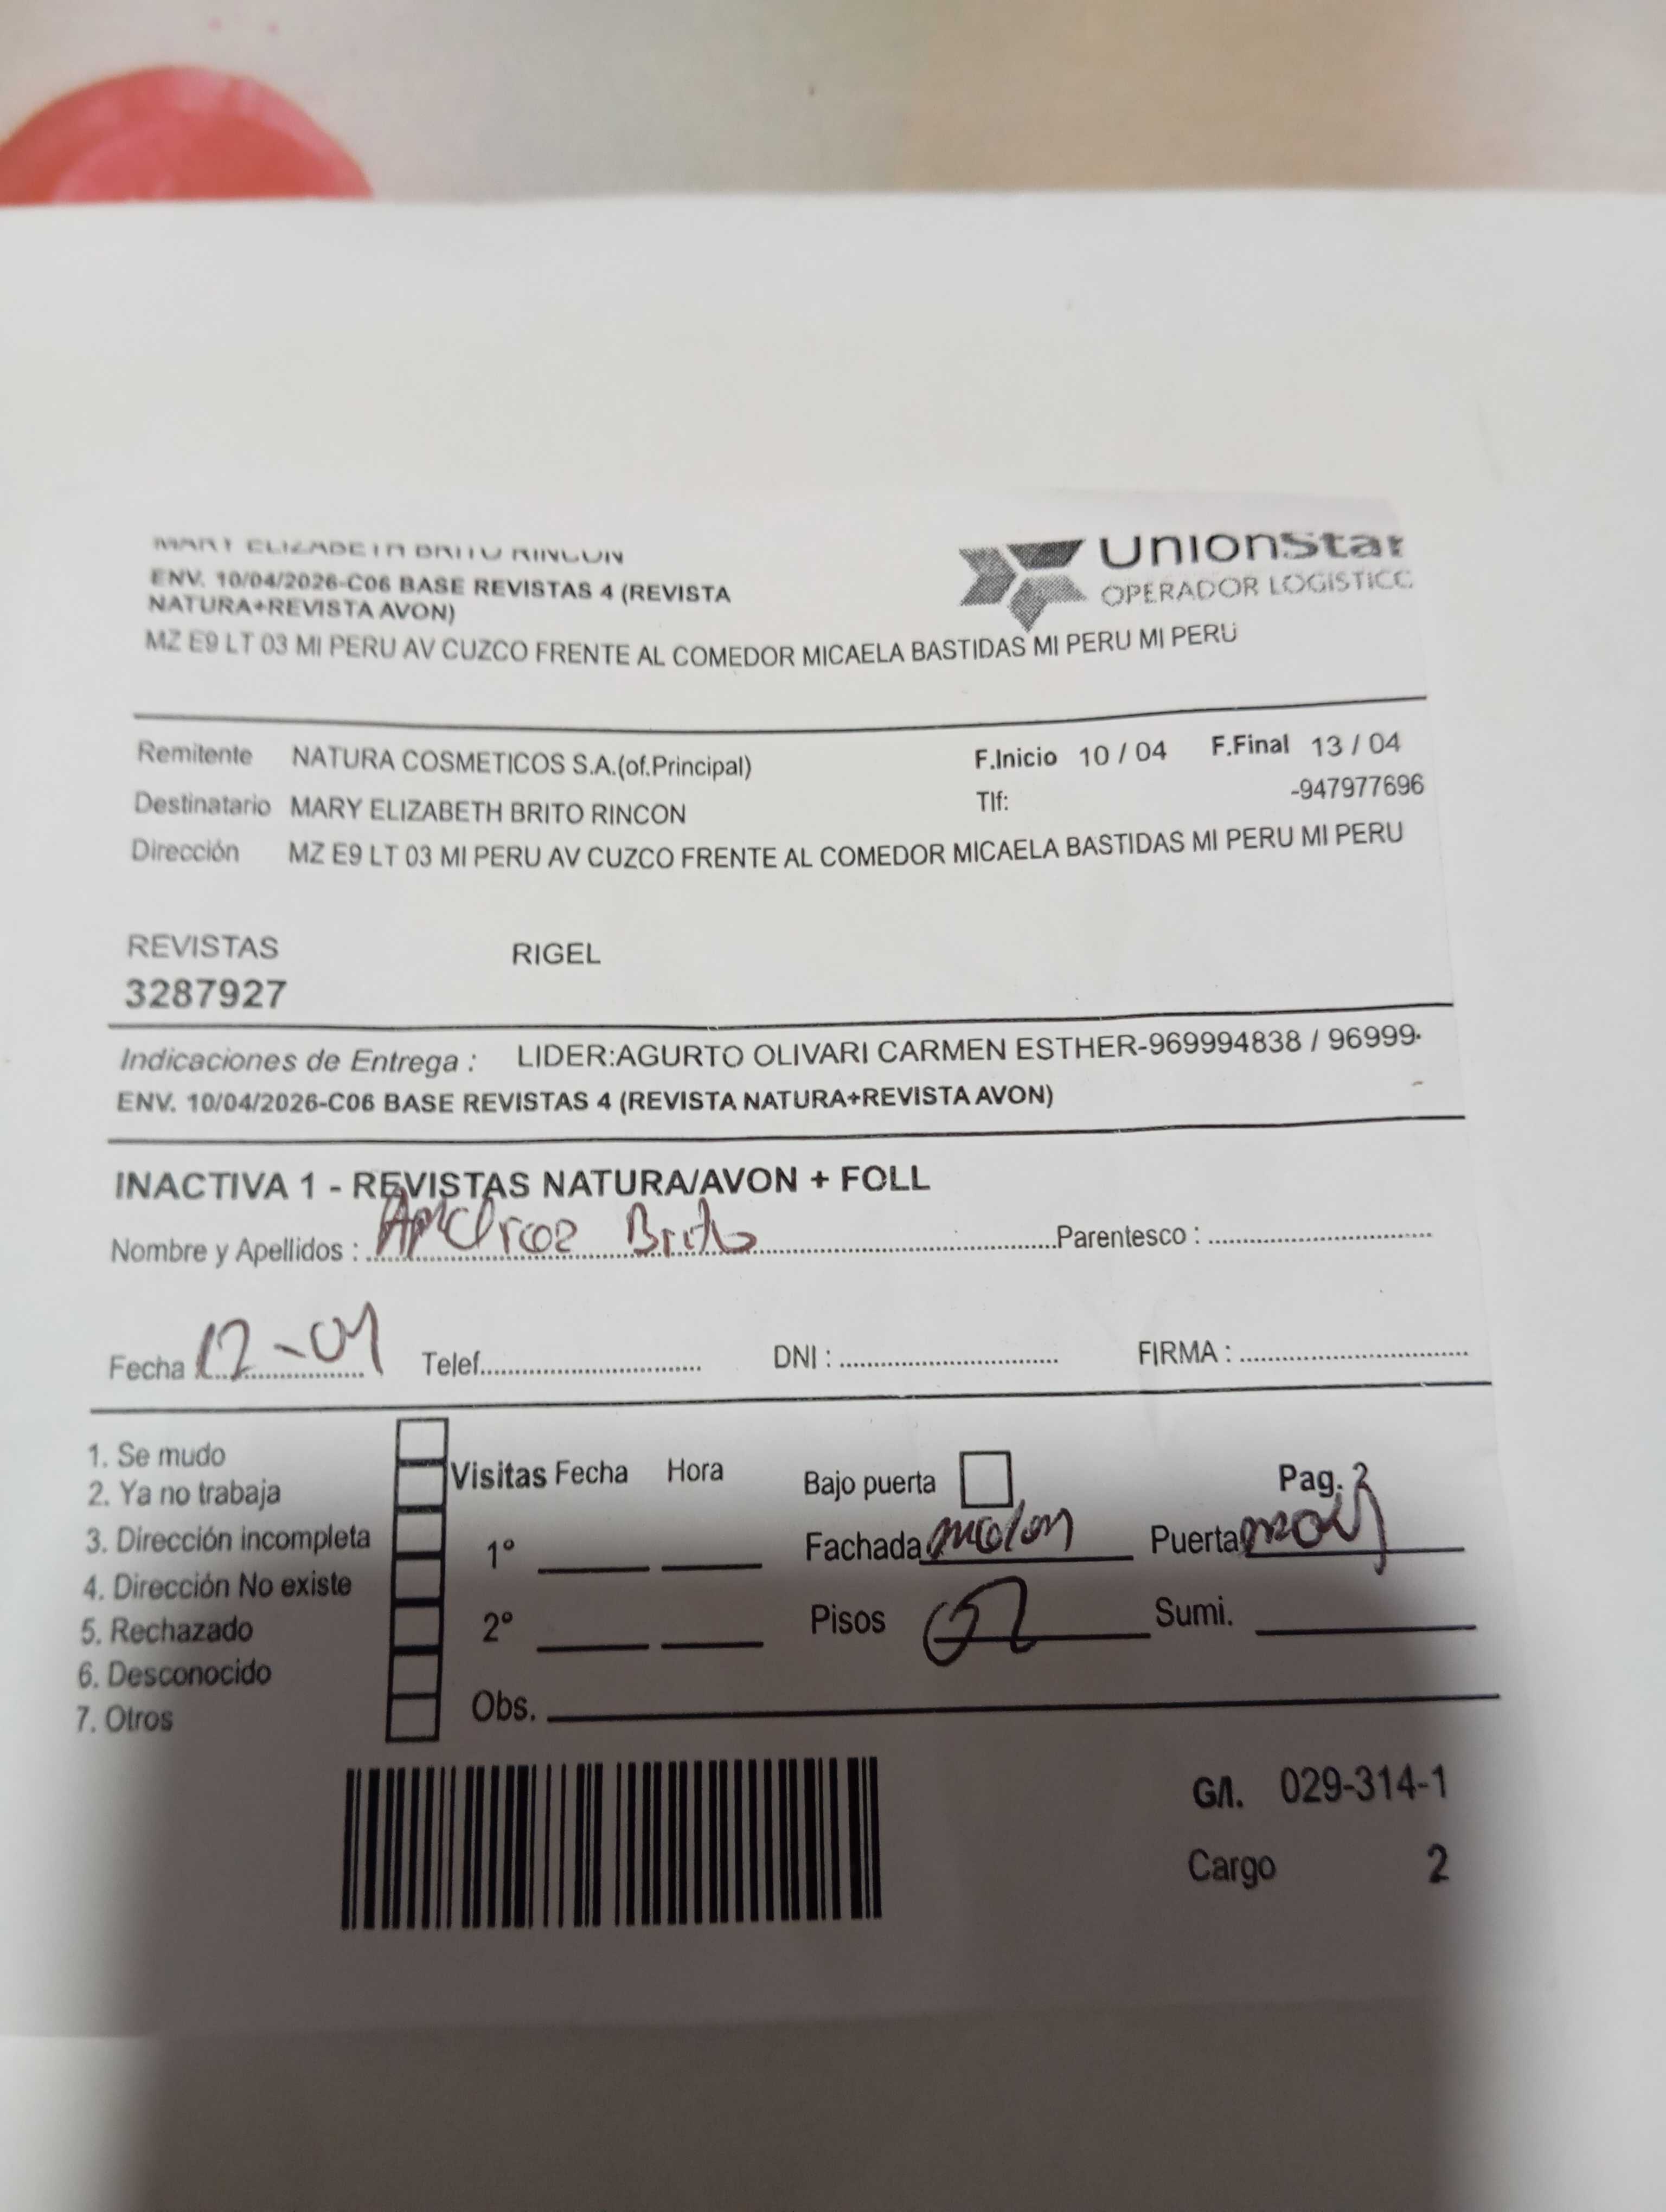 MARY ELIZABETH BRITO RINCON
ENV. 10/04/2026-C06 BASE REVISTAS 4 (REVISTA
NATURA+REVISTA AVON)
MZ E9 LT 03 MI PERU AV CUZCO FRENTE AL COMEDOR MICAELA BASTIDAS MI PERU MI PERU
UnionStar
OPERADOR LOGISTICO
Remitente NATURA COSMETICOS S.A.(of.Principal) F.Inicio 10 / 04 F.Final 13 / 04
Destinatario MARY ELIZABETH BRITO RINCON Tlf: -947977696
Dirección MZ E9 LT 03 MI PERU AV CUZCO FRENTE AL COMEDOR MICAELA BASTIDAS MI PERU MI PERU
REVISTAS RIGEL
3287927
Indicaciones de Entrega : LIDER:AGURTO OLIVARI CARMEN ESTHER-969994838 / 96999
ENV. 10/04/2026-C06 BASE REVISTAS 4 (REVISTA NATURA+REVISTA AVON)
INACTIVA 1 - REVISTAS NATURA/AVON + FOLL
Nombre y Apellidos : Brito Parentesco :
Fecha 12-04 Telef. DNI : FIRMA :
1. Se mudo
2. Ya no trabaja
3. Dirección incompleta
4. Dirección No existe
5. Rechazado
6. Desconocido
7. Otros
Visitas Fecha Hora
1°
2°
Obs.
Bajo puerta Pag. 2
Fachada Puerta
Pisos 02 Sumi.
G/I. 029-314-1
Cargo 2